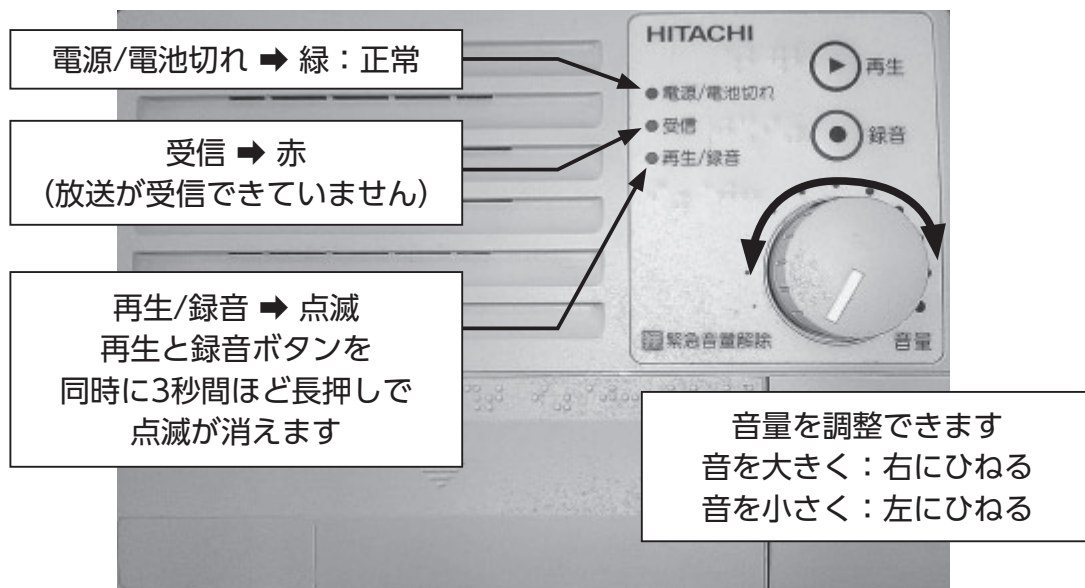 電源/電池切れ ➡ 緑：正常
受信 ➡ 赤
（放送が受信できていません）
再生/録音 ➡ 点滅
再生と録音ボタンを
同時に3秒間ほど長押しで
点滅が消えます
HITACHI
再生
電源/電池切れ
受信
録音
再生/録音
緊急音量解除
音量
音量を調整できます
音を大きく：右にひねる
音を小さく：左にひねる